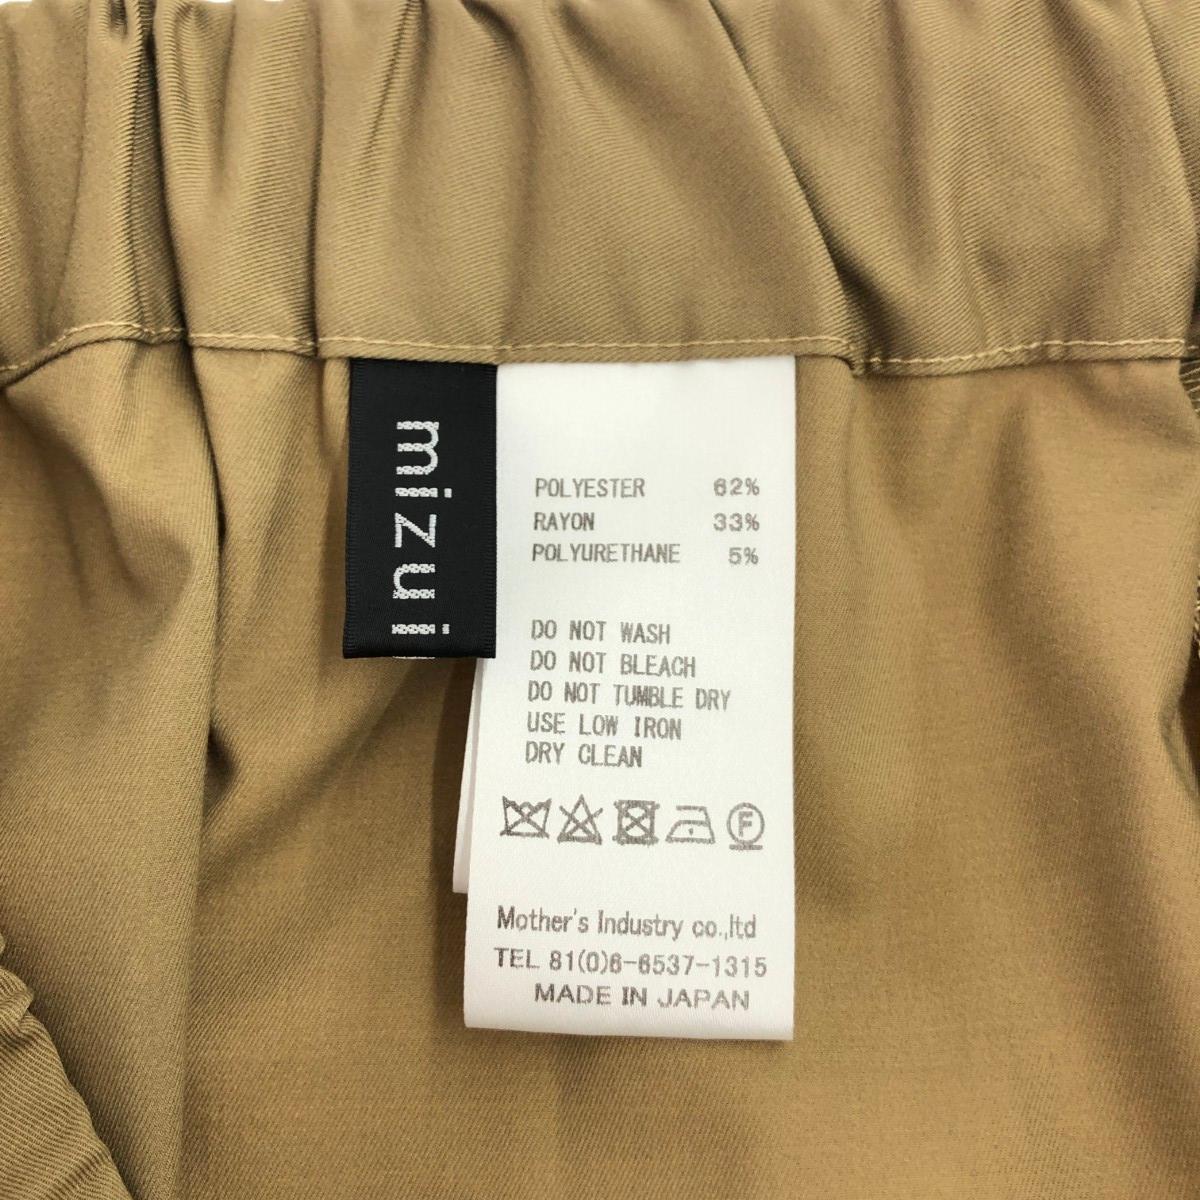 mizui
POLYESTER 62%
RAYON 33%
POLYURETHANE 5%
DO NOT WASH
DO NOT BLEACH
DO NOT TUMBLE DRY
USE LOW IRON
DRY CLEAN
F
Mother's Industry co.,ltd
TEL 81(0)6-6537-1315
MADE IN JAPAN